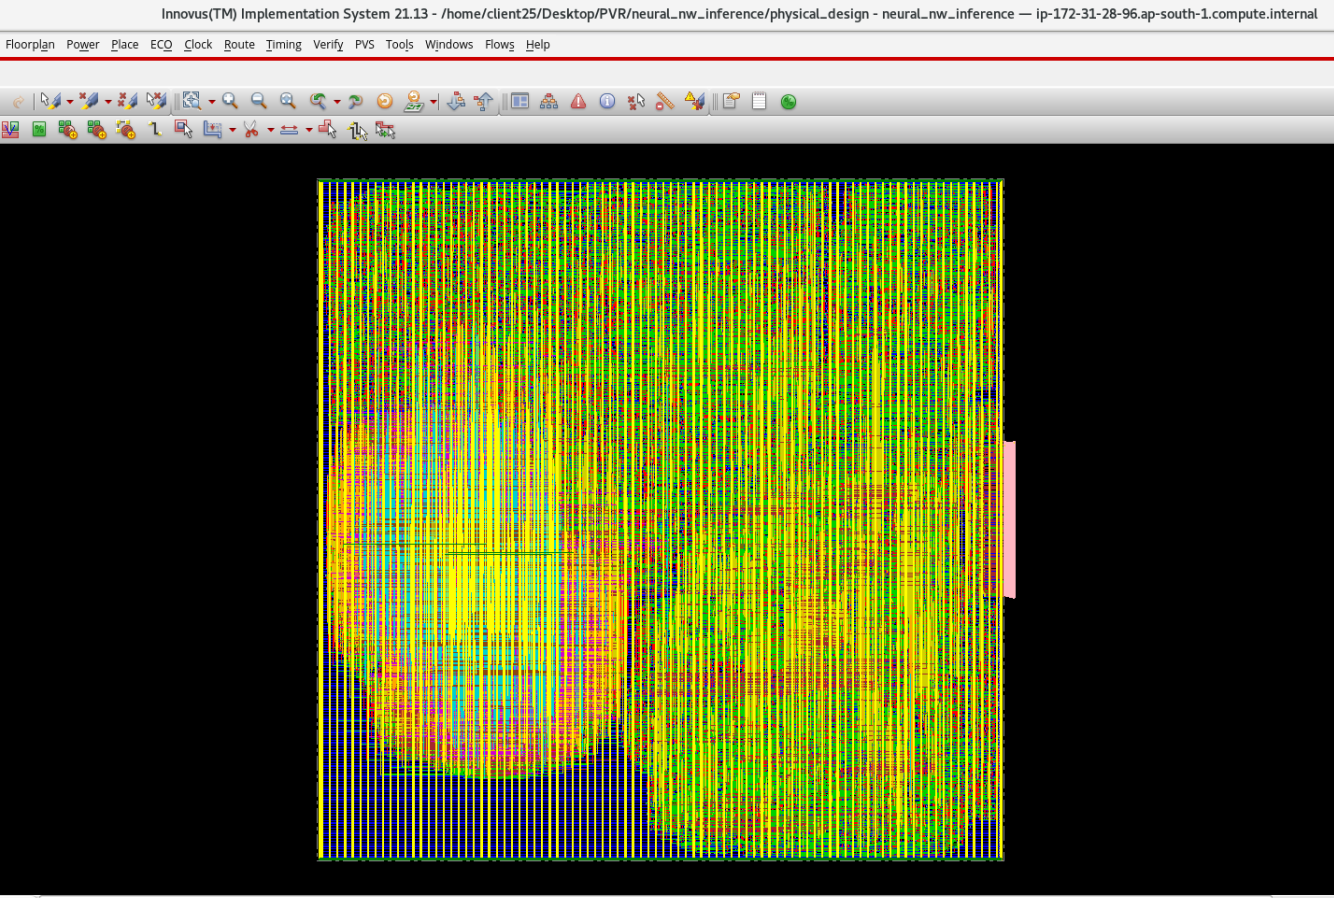 Innovus(TM) Implementation System 21.13 - /home/client25/Desktop/PVR/neural_nw_inference/physical_design - neural_nw_inference — ip-172-31-28-96.ap-south-1.compute.internal
Floorplan Power Place ECO Clock Route Timing Verify PVS Tools Windows Flows Help